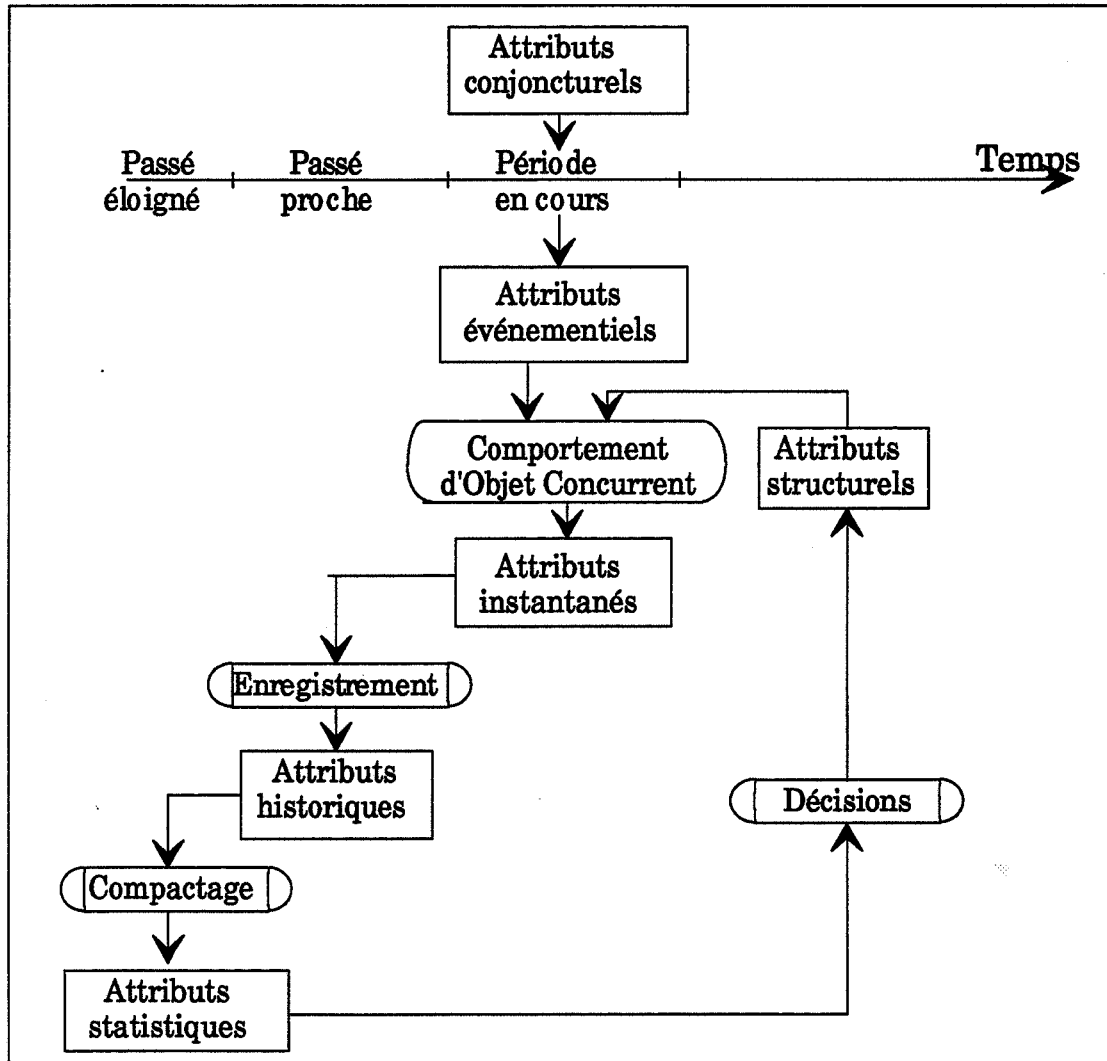 Attributs
conjoncturels
Passé
éloigné
Passé
proche
Période
en cours
Temps
Attributs
événementiels
Comportement
d'Objet Concurrent
Attributs
structurels
Attributs
instantanés
Enregistrement
Attributs
historiques
Décisions
Compactage
Attributs
statistiques